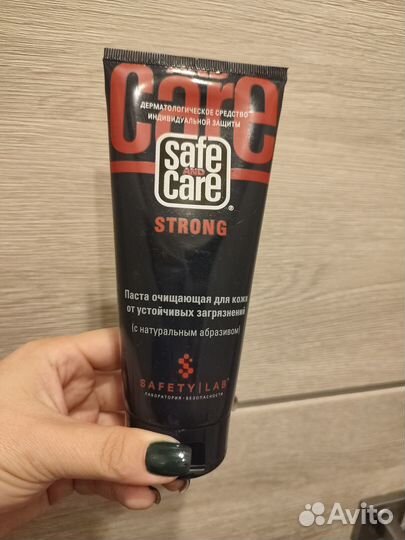 care
ДЕРМАТОЛОГИЧЕСКОЕ СРЕДСТВО
ИНДИВИДУАЛЬНОЙ ЗАЩИТЫ
safe
AND
care®
STRONG
Паста очищающая для кожи
от устойчивых загрязнений
(с натуральным абразивом)
SAFETY|LAB®
ЛАБОРАТОРИЯ·БЕЗОПАСНОСТИ
Avito